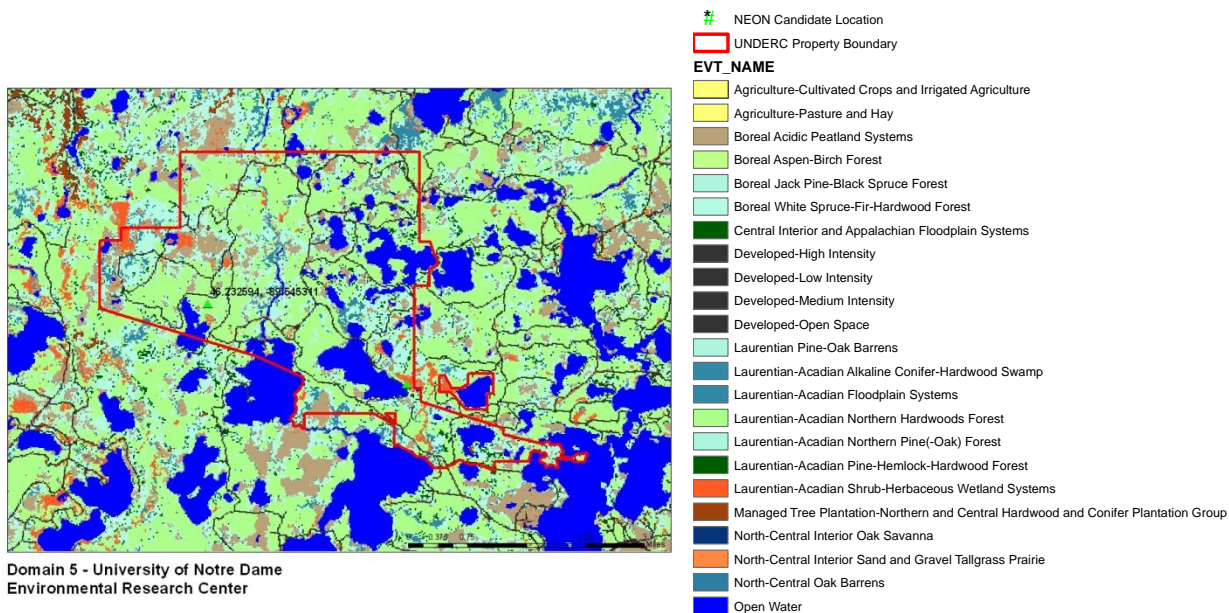 NEON Candidate Location
UNDERC Property Boundary
EVT_NAME
Agriculture-Cultivated Crops and Irrigated Agriculture
Agriculture-Pasture and Hay
Boreal Acidic Peatland Systems
Boreal Aspen-Birch Forest
Boreal Jack Pine-Black Spruce Forest
Boreal White Spruce-Fir-Hardwood Forest
Central Interior and Appalachian Floodplain Systems
Developed-High Intensity
Developed-Low Intensity
Developed-Medium Intensity
Developed-Open Space
Laurentian Pine-Oak Barrens
Laurentian-Acadian Alkaline Conifer-Hardwood Swamp
Laurentian-Acadian Floodplain Systems
Laurentian-Acadian Northern Hardwoods Forest
Laurentian-Acadian Northern Pine(-Oak) Forest
Laurentian-Acadian Pine-Hemlock-Hardwood Forest
Laurentian-Acadian Shrub-Herbaceous Wetland Systems
Managed Tree Plantation-Northern and Central Hardwood and Conifer Plantation Group
North-Central Interior Oak Savanna
North-Central Interior Sand and Gravel Tallgrass Prairie
North-Central Oak Barrens
Open Water
Domain 5 - University of Notre Dame
Environmental Research Center